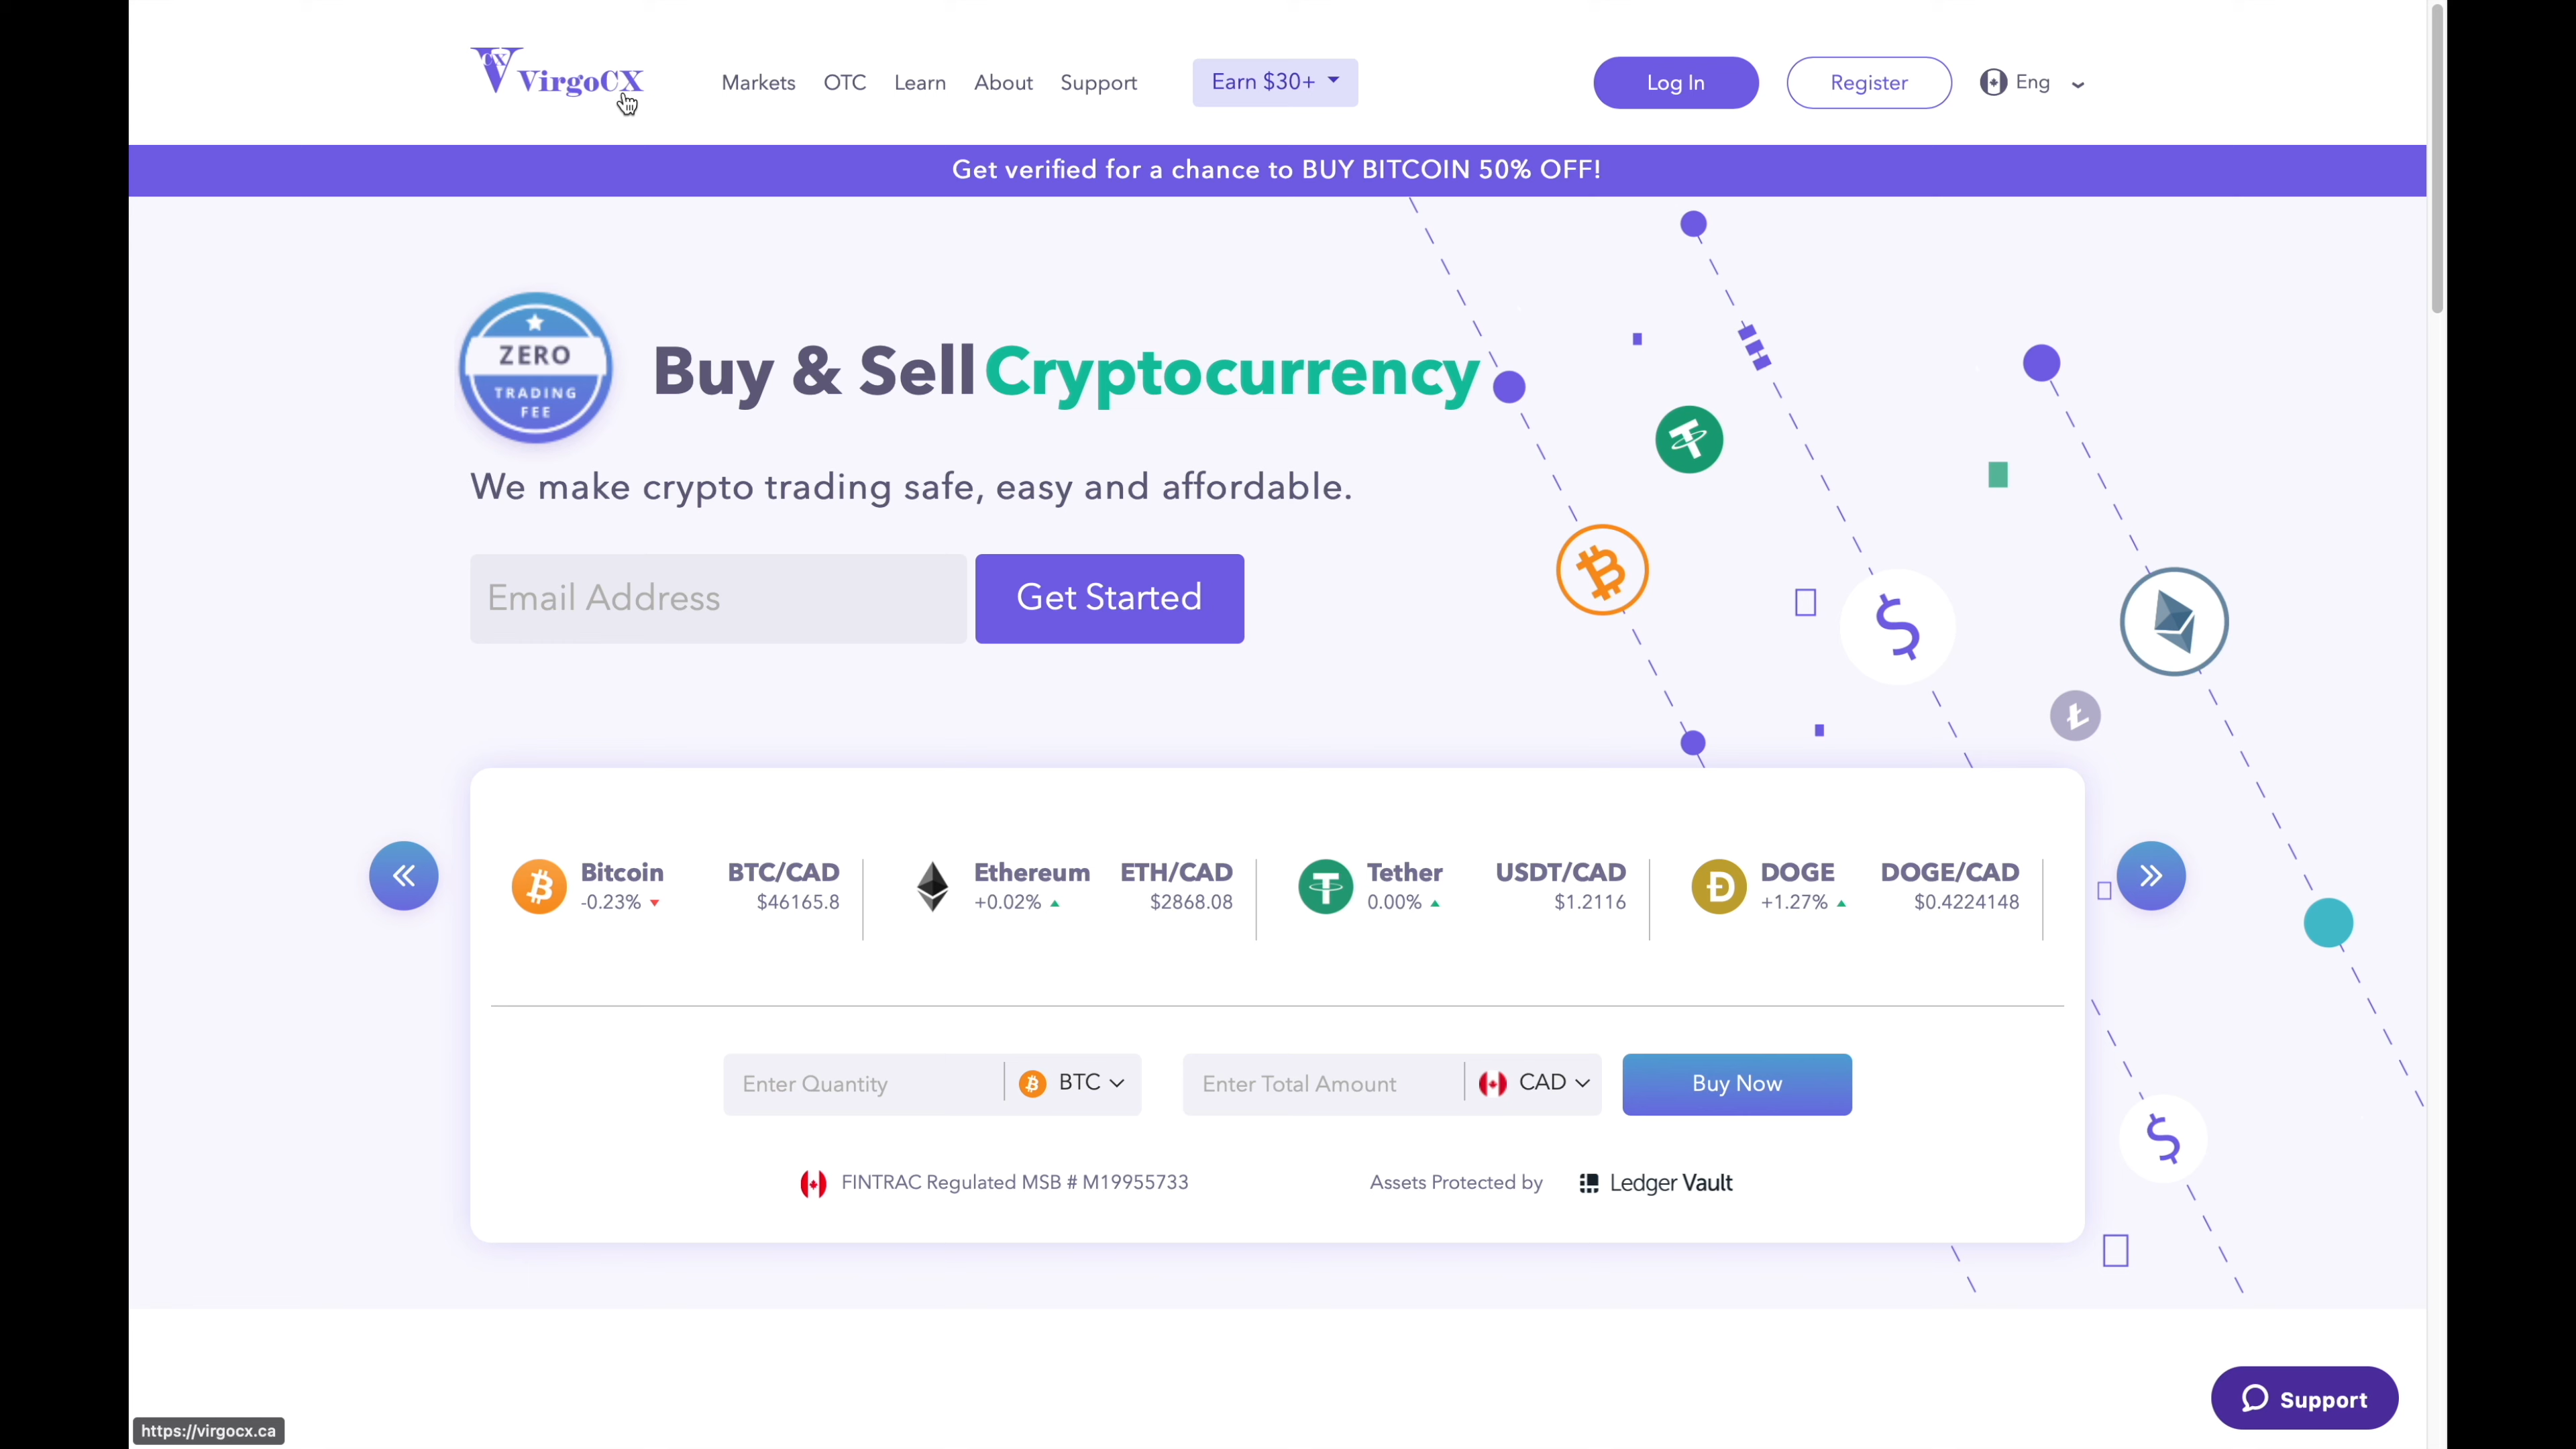 CX
VirgoCX
Markets OTC Learn About Support Earn $30+ Log In Register Eng
Get verified for a chance to BUY BITCOIN 50% OFF!
ZERO
TRADING
FEE
Buy & Sell Cryptocurrency
We make crypto trading safe, easy and affordable.
Email Address Get Started
Bitcoin BTC/CAD Ethereum ETH/CAD Tether USDT/CAD DOGE DOGE/CAD
-0.23% $46165.8 +0.02% $2868.08 0.00% $1.2116 +1.27% $0.4224148
Enter Quantity BTC Enter Total Amount CAD Buy Now
FINTRAC Regulated MSB # M19955733 Assets Protected by Ledger Vault
Support
https://virgocx.ca